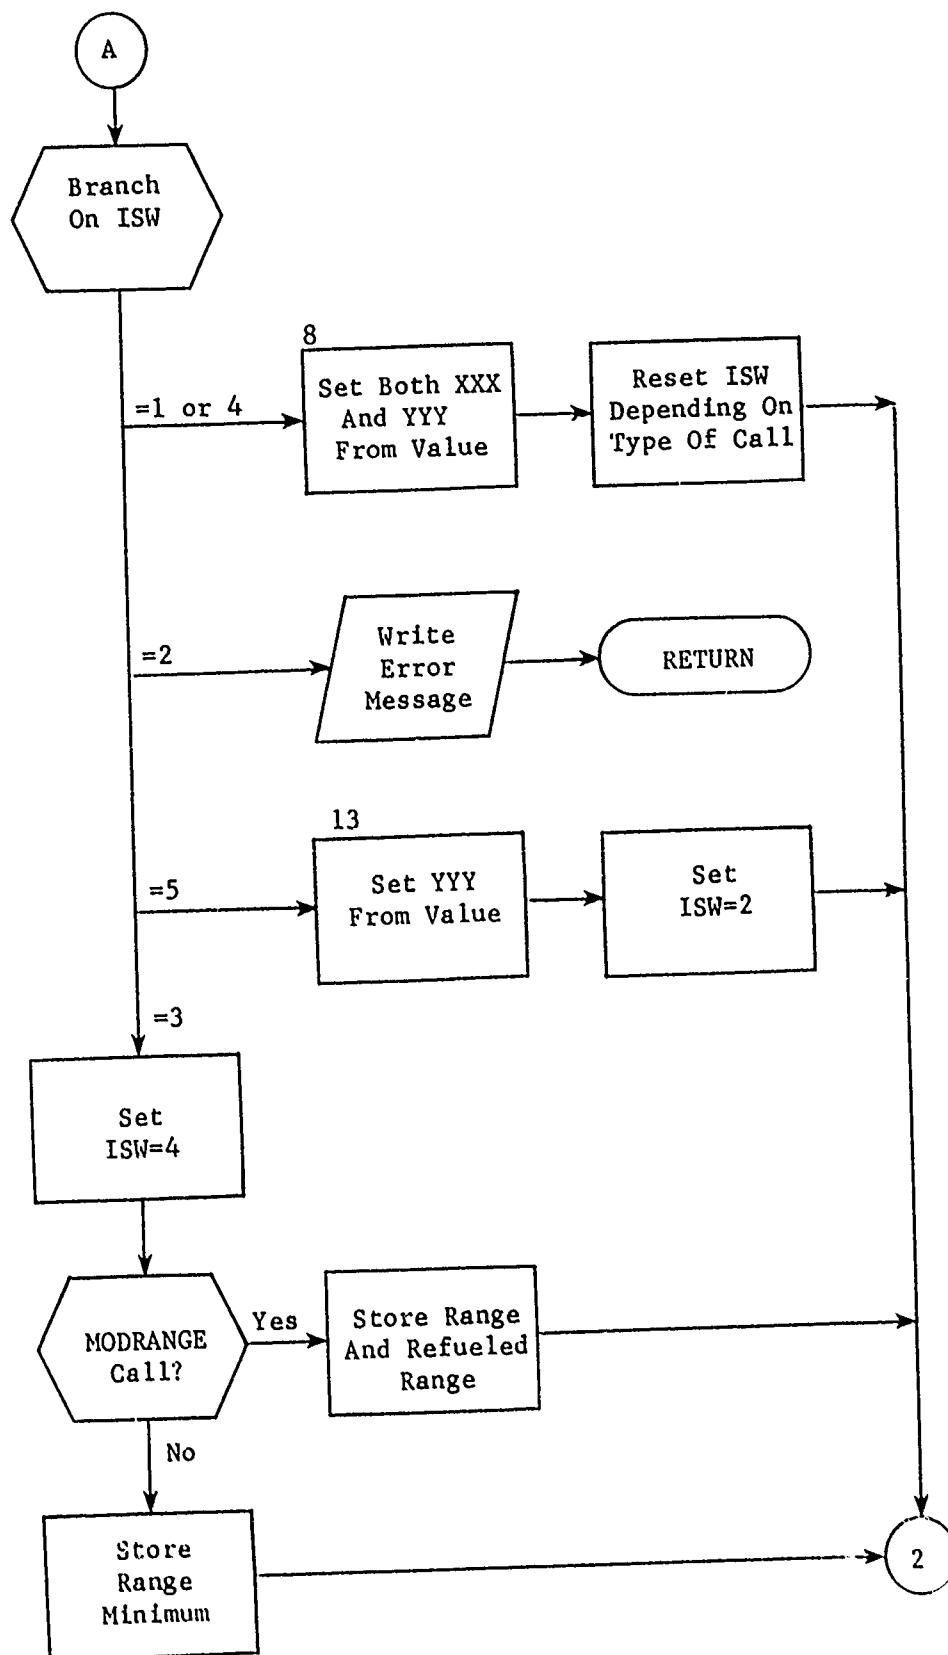 A
Branch
On ISW
8
=1 or 4
Set Both XXX
And YYY
From Value
Reset ISW
Depending On
Type Of Call
=2
Write
Error
Message
RETURN
13
=5
Set YYY
From Value
Set
ISW=2
=3
Set
ISW=4
MODRANGE
Call?
Yes
Store Range
And Refueled
Range
No
Store
Range
Minimum
2